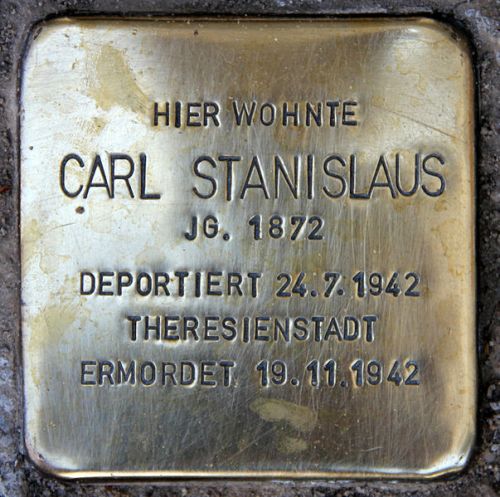 HIER WOHNTE
CARL STANISLAUS
JG. 1872
DEPORTIERT 24.7.1942
THERESIENSTADT
ERMORDET 19.11.1942